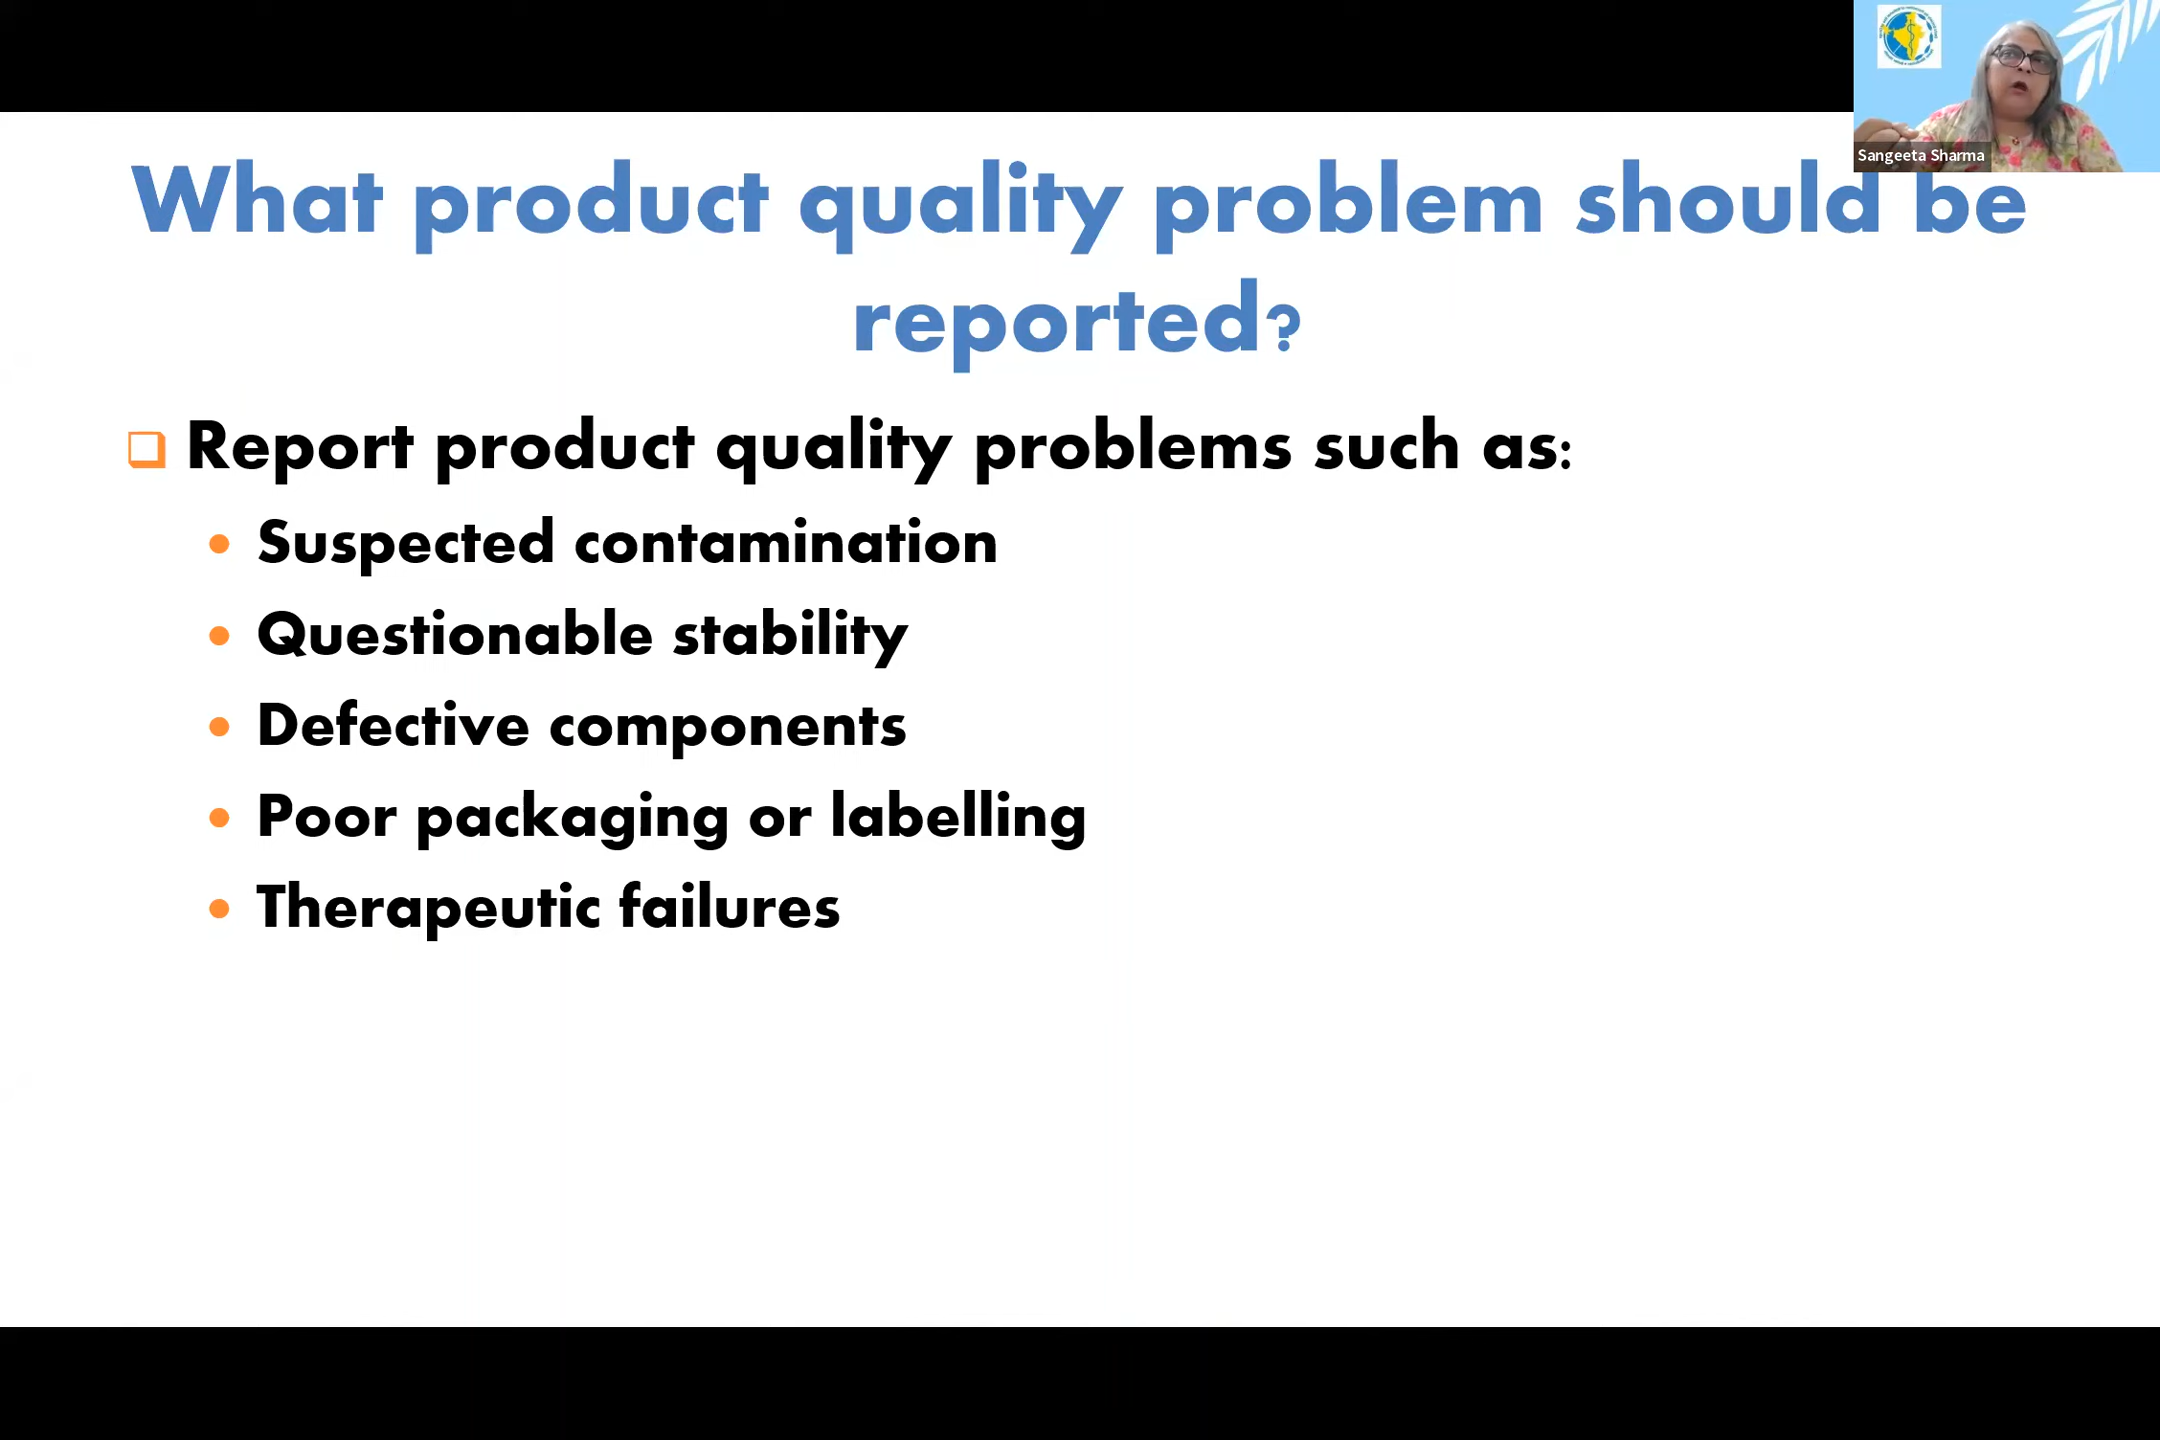 Sangeeta Sharma
What product quality problem should be
reported?
Report product quality problems such as:
Suspected contamination
Questionable stability
Defective components
Poor packaging or labelling
Therapeutic failures